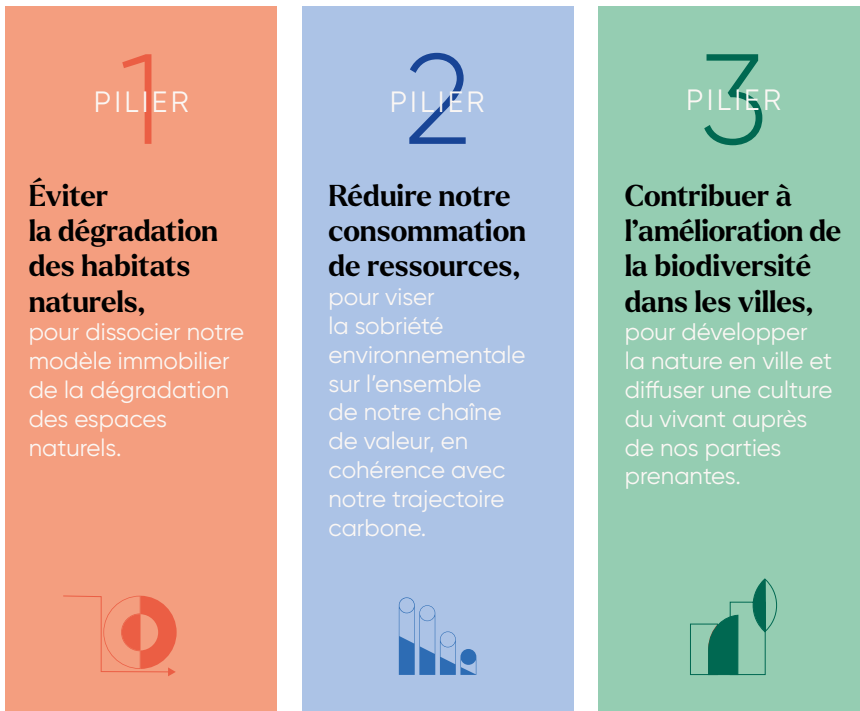 1
PILIER
Éviter
la dégradation
des habitats
naturels,
pour dissocier notre
modèle immobilier
de la dégradation
des espaces
naturels.
2
PILIER
Réduire notre
consommation
de ressources,
pour viser
la sobriété
environnementale
sur l’ensemble
de notre chaîne
de valeur, en
cohérence avec
notre trajectoire
carbone.
3
PILIER
Contribuer à
l’amélioration de
la biodiversité
dans les villes,
pour développer
la nature en ville et
diffuser une culture
du vivant auprès
de nos parties
prenantes.